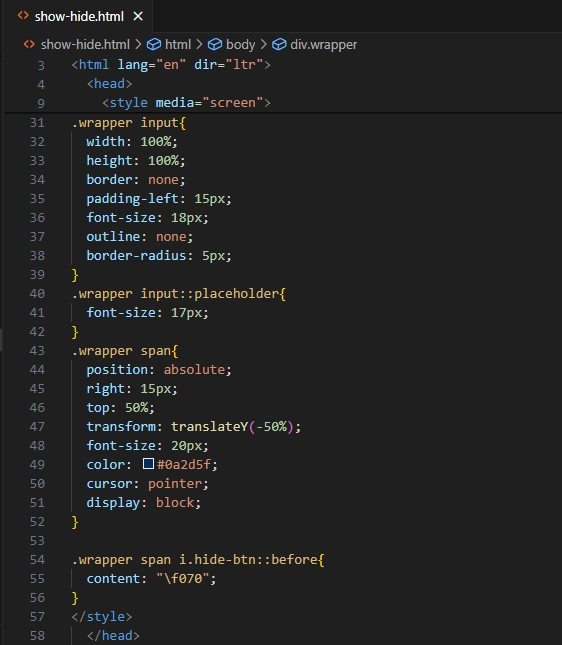 show-hide.html
show-hide.html > html > body > div.wrapper
3 <html lang="en" dir="ltr">
4 <head>
9 <style media="screen">
31 .wrapper input{
32 width: 100%;
33 height: 100%;
34 border: none;
35 padding-left: 15px;
36 font-size: 18px;
37 outline: none;
38 border-radius: 5px;
39 }
40 .wrapper input::placeholder{
41 font-size: 17px;
42 }
43 .wrapper span{
44 position: absolute;
45 right: 15px;
46 top: 50%;
47 transform: translateY(-50%);
48 font-size: 20px;
49 color: #0a2d5f;
50 cursor: pointer;
51 display: block;
52 }
53
54 .wrapper span i.hide-btn::before{
55 content: "\f070";
56 }
57 </style>
58 </head>